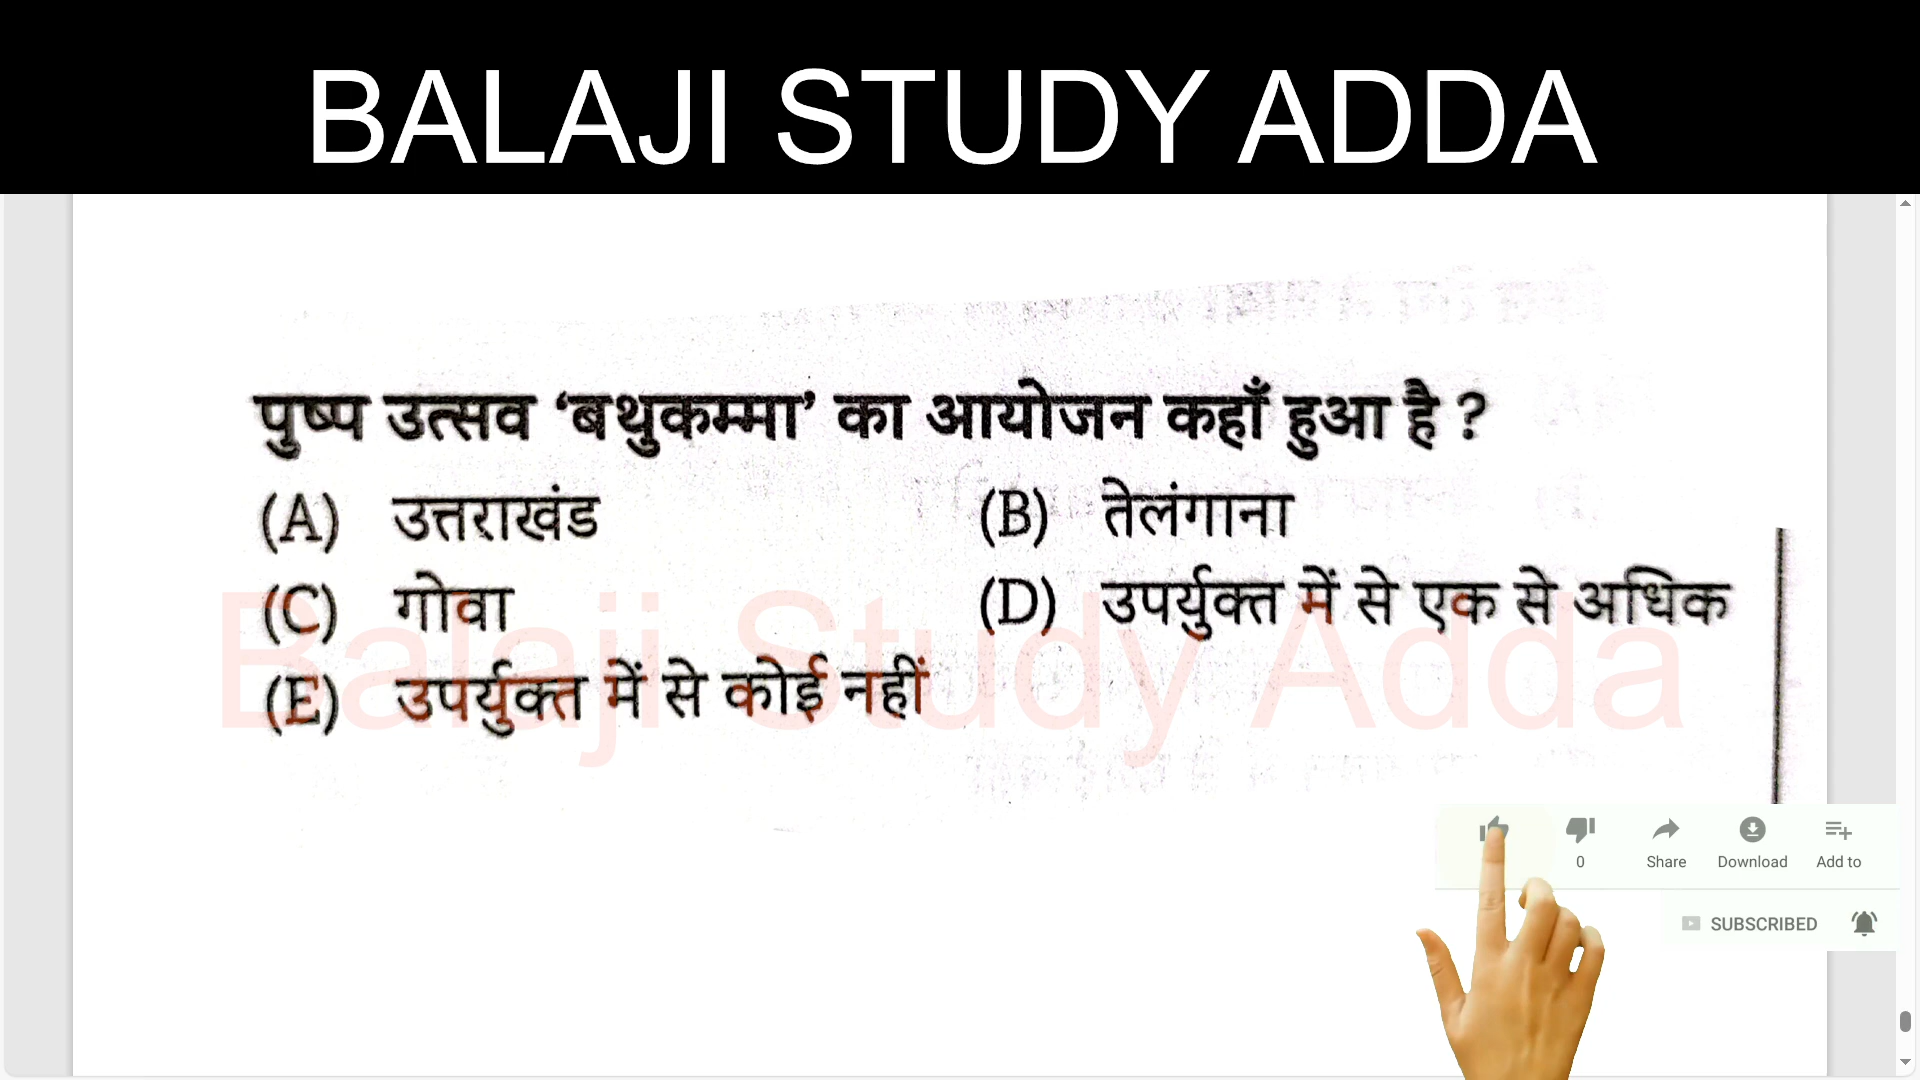 BALAJI STUDY ADDA
पुष्प उत्सव ‘बथुकम्मा’ का आयोजन कहाँ हुआ है ?
(A) उत्तराखंड (B) तेलंगाना
(C) गोवा (D) उपर्युक्त में से एक से अधिक
(E) उपर्युक्त में से कोई नहीं
Balaji Study Adda
0 Share Download Add to
SUBSCRIBED